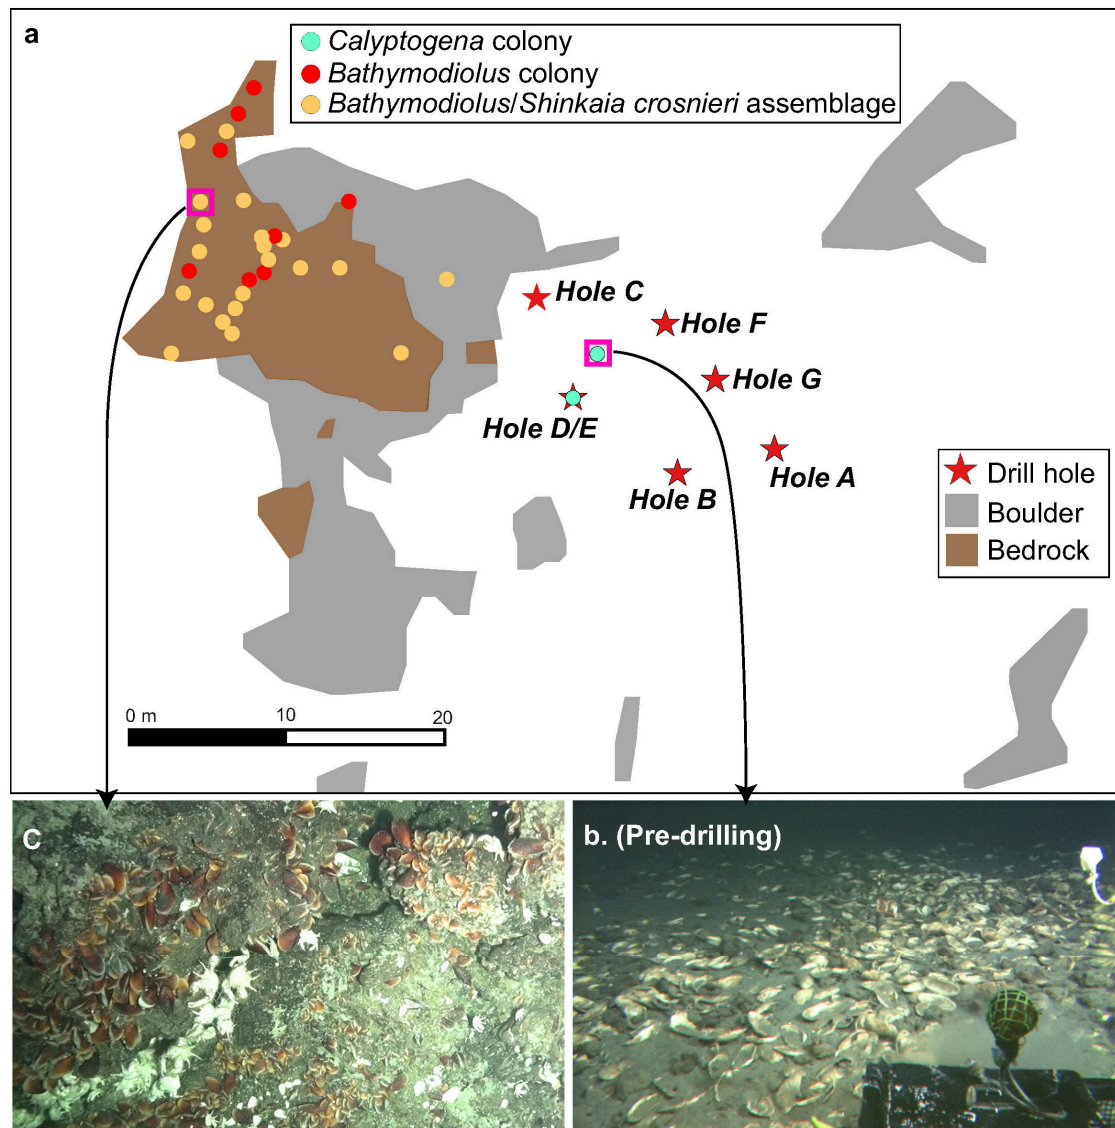 a
Calyptogena colony
Bathymodiolus colony
Bathymodiolus/Shinkaia crosnieri assemblage
Hole C
Hole F
Hole G
Hole D/E
Hole A
Hole B
Drill hole
Boulder
Bedrock
0 m 10 20
C
b. (Pre-drilling)